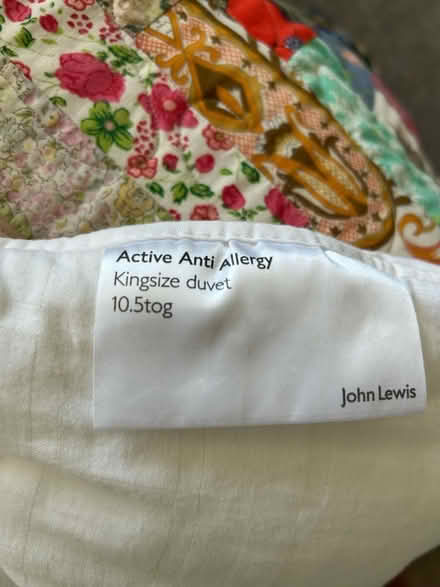 Active Anti Allergy
Kingsize duvet
10.5tog
John Lewis